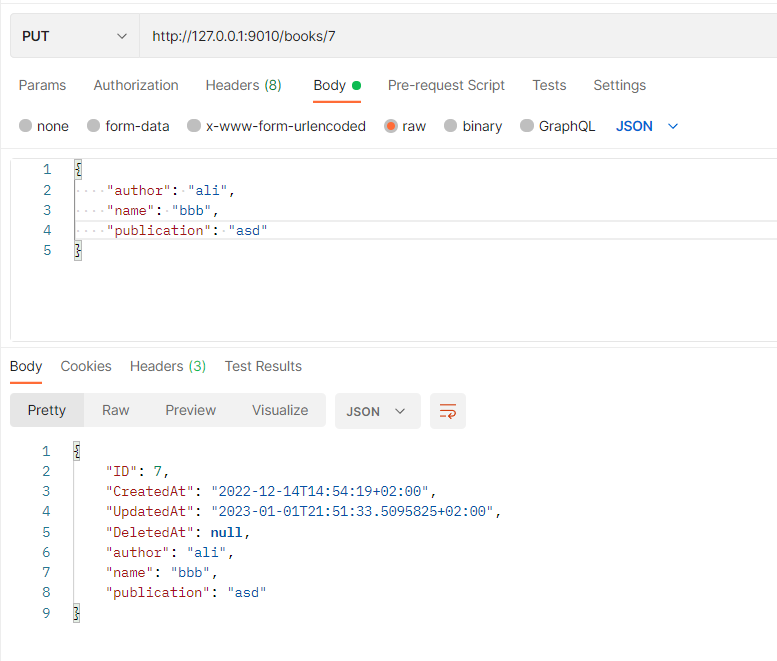 PUT http://127.0.0.1:9010/books/7
Params Authorization Headers (8) Body Pre-request Script Tests Settings
none form-data x-www-form-urlencoded raw binary GraphQL JSON
1 {
2 ····"author":·"ali",
3 ····"name":·"bbb",
4 ····"publication":·"asd"
5 }
Body Cookies Headers (3) Test Results
Pretty Raw Preview Visualize JSON
1 {
2 "ID": 7,
3 "CreatedAt": "2022-12-14T14:54:19+02:00",
4 "UpdatedAt": "2023-01-01T21:51:33.5095825+02:00",
5 "DeletedAt": null,
6 "author": "ali",
7 "name": "bbb",
8 "publication": "asd"
9 }